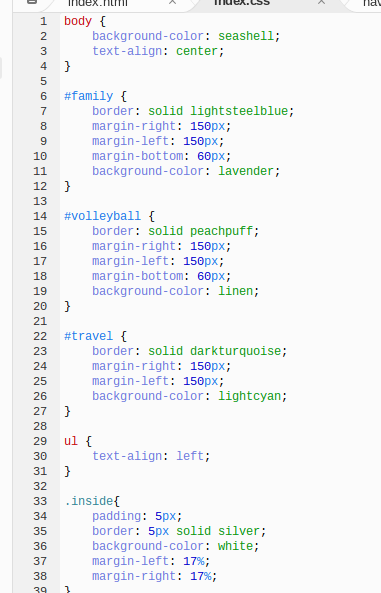 index.html × index.css × nav
1 body {
2 background-color: seashell;
3 text-align: center;
4 }
5
6 #family {
7 border: solid lightsteelblue;
8 margin-right: 150px;
9 margin-left: 150px;
10 margin-bottom: 60px;
11 background-color: lavender;
12 }
13
14 #volleyball {
15 border: solid peachpuff;
16 margin-right: 150px;
17 margin-left: 150px;
18 margin-bottom: 60px;
19 background-color: linen;
20 }
21
22 #travel {
23 border: solid darkturquoise;
24 margin-right: 150px;
25 margin-left: 150px;
26 background-color: lightcyan;
27 }
28
29 ul {
30 text-align: left;
31 }
32
33 .inside{
34 padding: 5px;
35 border: 5px solid silver;
36 background-color: white;
37 margin-left: 17%;
38 margin-right: 17%;
39 }